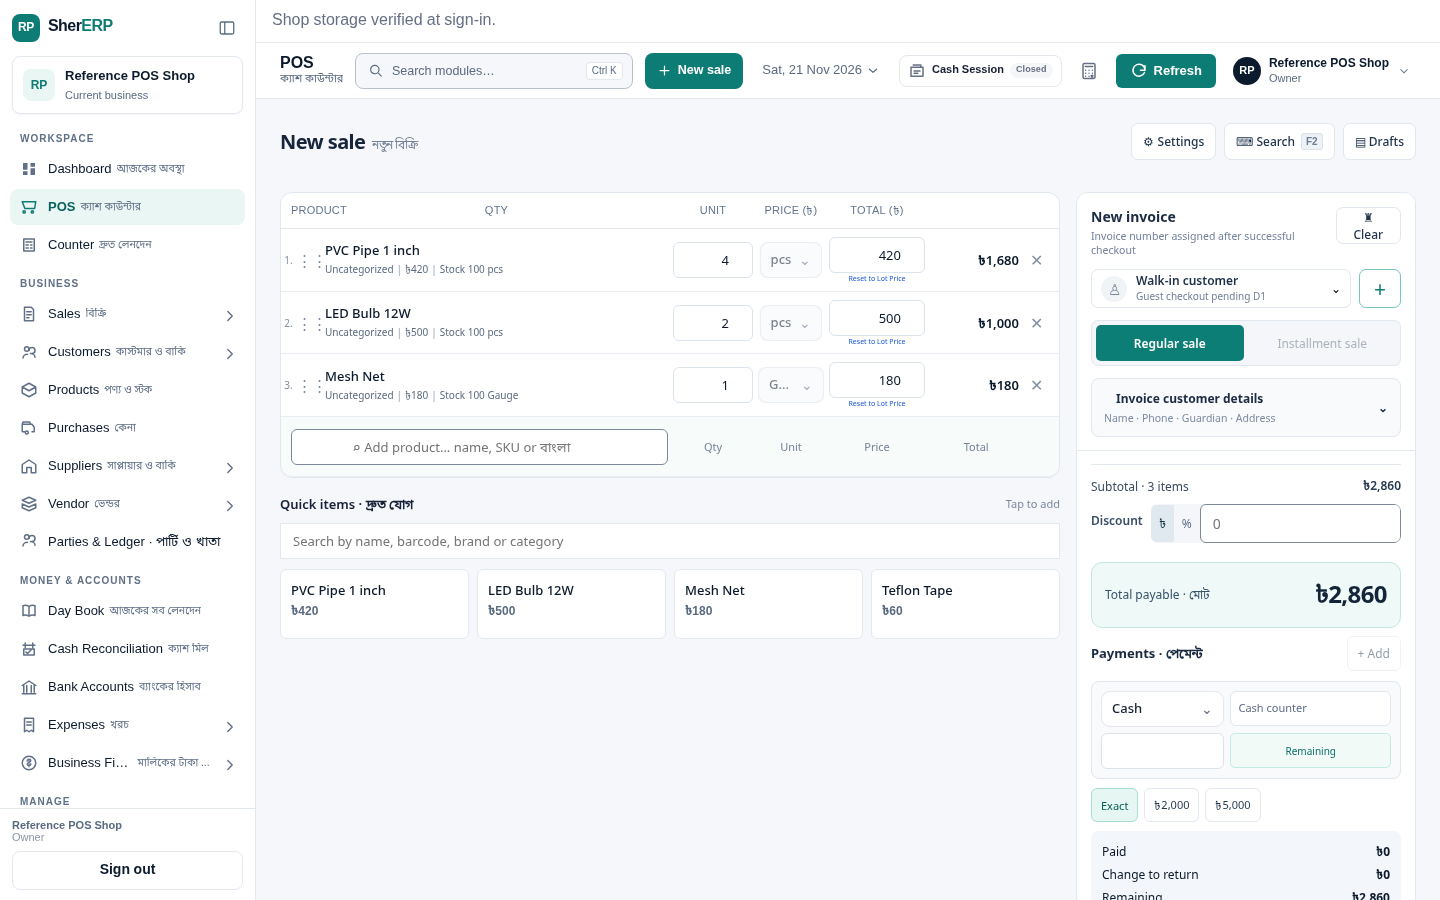 RP SherERP
RP Reference POS Shop
Current business
WORKSPACE
Dashboard আজকের অবস্থা
POS ক্যাশ কাউন্টার
Counter দ্রুত লেনদেন
BUSINESS
Sales বিক্রি
Customers কাস্টমার ও বাকি
Products পণ্য ও স্টক
Purchases কেনা
Suppliers সাপ্লায়ার ও বাকি
Vendor ভেন্ডর
Parties & Ledger · পার্টি ও খাতা
MONEY & ACCOUNTS
Day Book আজকের সব লেনদেন
Cash Reconciliation ক্যাশ মিল
Bank Accounts ব্যাংকের হিসাব
Expenses খরচ
Business Fi... মালিকের টাকা ...
MANAGE
Reference POS Shop
Owner
Sign out
Shop storage verified at sign-in.
POS
ক্যাশ কাউন্টার
Search modules… Ctrl K
+ New sale
Sat, 21 Nov 2026
Cash Session Closed
Refresh
RP Reference POS Shop
Owner
New sale নতুন বিক্রি
Settings
Search F2
Drafts
PRODUCT QTY UNIT PRICE (৳) TOTAL (৳)
1. PVC Pipe 1 inch 4 pcs 420 ৳1,680 ✕
Uncategorized | ৳420 | Stock 100 pcs Reset to Lot Price
2. LED Bulb 12W 2 pcs 500 ৳1,000 ✕
Uncategorized | ৳500 | Stock 100 pcs Reset to Lot Price
3. Mesh Net 1 G... 180 ৳180 ✕
Uncategorized | ৳180 | Stock 100 Gauge Reset to Lot Price
Add product... name, SKU or বাংলা Qty Unit Price Total
Quick items · দ্রুত যোগ Tap to add
Search by name, barcode, brand or category
PVC Pipe 1 inch
৳420
LED Bulb 12W
৳500
Mesh Net
৳180
Teflon Tape
৳60
New invoice
Invoice number assigned after successful
checkout
Clear
Walk-in customer
Guest checkout pending D1
+
Regular sale Installment sale
Invoice customer details
Name · Phone · Guardian · Address
Subtotal · 3 items ৳2,860
Discount ৳ % 0
Total payable · মোট ৳2,860
Payments · পেমেন্ট + Add
Cash Cash counter
Remaining
Exact ৳2,000 ৳5,000
Paid ৳0
Change to return ৳0
Remaining ৳2,860